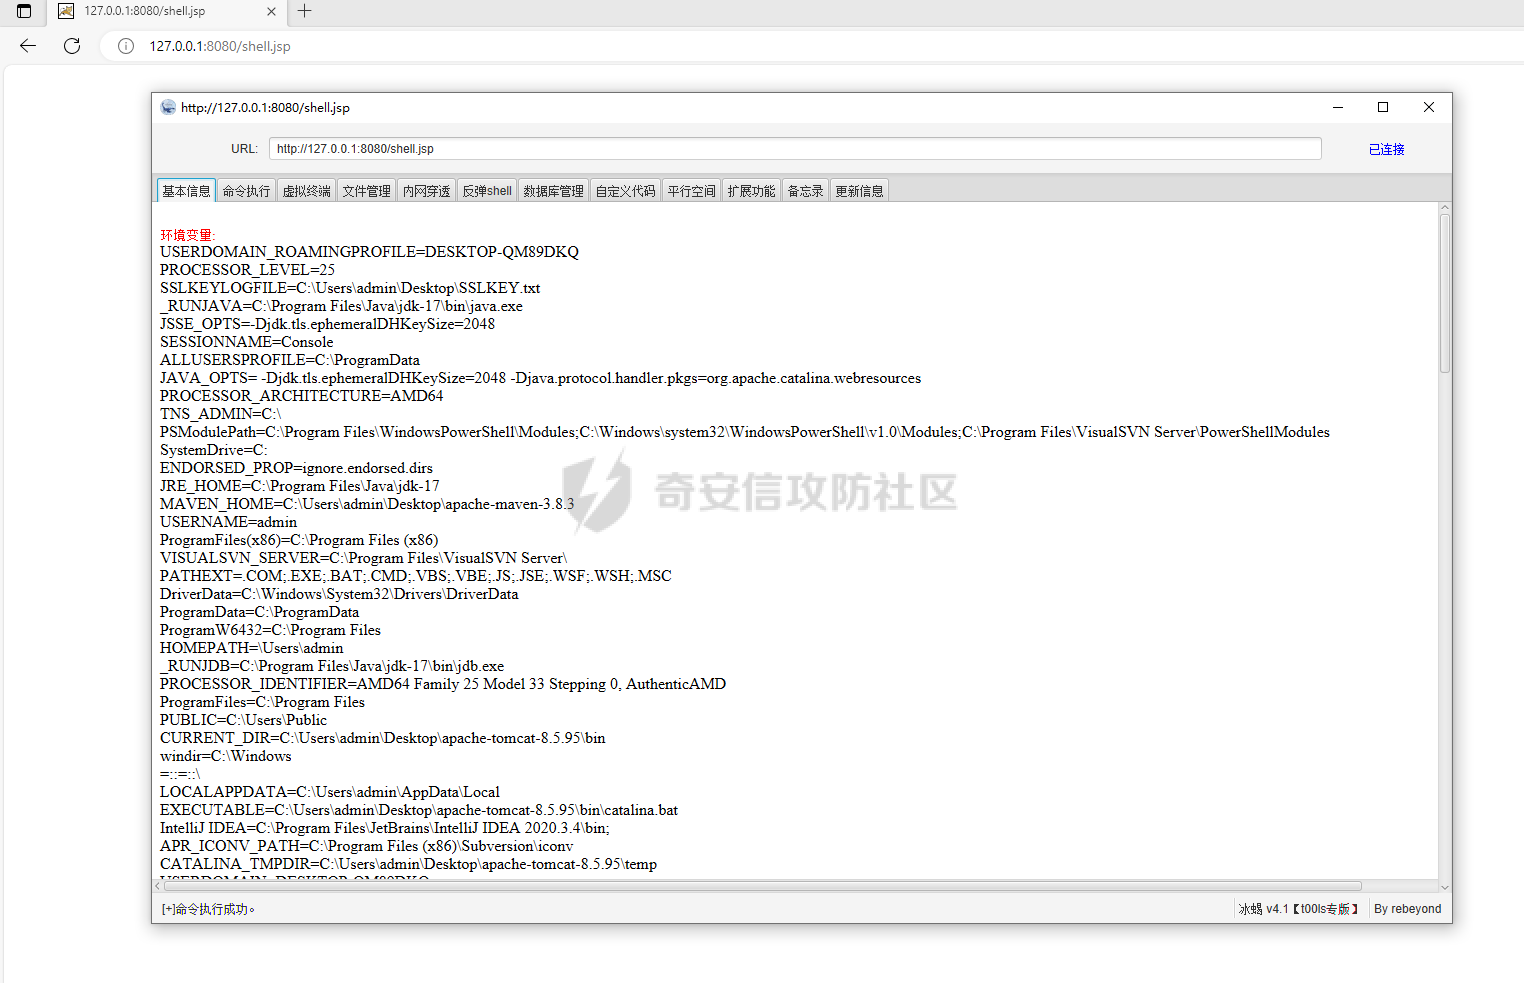 127.0.0.1:8080/shell.jsp
127.0.0.1:8080/shell.jsp
http://127.0.0.1:8080/shell.jsp
URL: http://127.0.0.1:8080/shell.jsp 已连接
基本信息 命令执行 虚拟终端 文件管理 内网穿透 反弹shell 数据库管理 自定义代码 平行空间 扩展功能 备忘录 更新信息
环境变量:
USERDOMAIN_ROAMINGPROFILE=DESKTOP-QM89DKQ
PROCESSOR_LEVEL=25
SSLKEYLOGFILE=C:\Users\admin\Desktop\SSLKEY.txt
_RUNJAVA=C:\Program Files\Java\jdk-17\bin\java.exe
JSSE_OPTS=-Djdk.tls.ephemeralDHKeySize=2048
SESSIONNAME=Console
ALLUSERSPROFILE=C:\ProgramData
JAVA_OPTS= -Djdk.tls.ephemeralDHKeySize=2048 -Djava.protocol.handler.pkgs=org.apache.catalina.webresources
PROCESSOR_ARCHITECTURE=AMD64
TNS_ADMIN=C:\
PSModulePath=C:\Program Files\WindowsPowerShell\Modules;C:\Windows\system32\WindowsPowerShell\v1.0\Modules;C:\Program Files\VisualSVN Server\PowerShellModules
SystemDrive=C:
ENDORSED_PROP=ignore.endorsed.dirs
JRE_HOME=C:\Program Files\Java\jdk-17
MAVEN_HOME=C:\Users\admin\Desktop\apache-maven-3.8.3
奇安信攻防社区
USERNAME=admin
ProgramFiles(x86)=C:\Program Files (x86)
VISUALSVN_SERVER=C:\Program Files\VisualSVN Server\
PATHEXT=.COM;.EXE;.BAT;.CMD;.VBS;.VBE;.JS;.JSE;.WSF;.WSH;.MSC
DriverData=C:\Windows\System32\Drivers\DriverData
ProgramData=C:\ProgramData
ProgramW6432=C:\Program Files
HOMEPATH=\Users\admin
_RUNJDB=C:\Program Files\Java\jdk-17\bin\jdb.exe
PROCESSOR_IDENTIFIER=AMD64 Family 25 Model 33 Stepping 0, AuthenticAMD
ProgramFiles=C:\Program Files
PUBLIC=C:\Users\Public
CURRENT_DIR=C:\Users\admin\Desktop\apache-tomcat-8.5.95\bin
windir=C:\Windows
=::=::\
LOCALAPPDATA=C:\Users\admin\AppData\Local
EXECUTABLE=C:\Users\admin\Desktop\apache-tomcat-8.5.95\bin\catalina.bat
IntelliJ IDEA=C:\Program Files\JetBrains\IntelliJ IDEA 2020.3.4\bin;
APR_ICONV_PATH=C:\Program Files (x86)\Subversion\iconv
CATALINA_TMPDIR=C:\Users\admin\Desktop\apache-tomcat-8.5.95\temp
USERDOMAIN=DESKTOP-QM89DKQ
[+]命令执行成功。 冰蝎 v4.1【t00ls专版】 By rebeyond